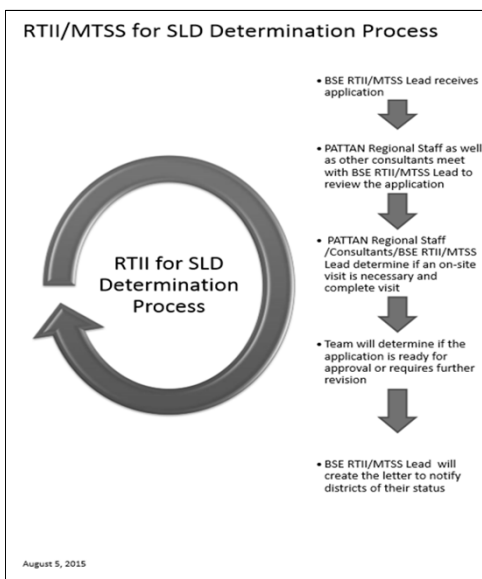 RTII/MTSS for SLD Determination Process
RTII for SLD
Determination
Process
• BSE RTII/MTSS Lead receives
application
• PATTAN Regional Staff as well
as other consultants meet
with BSE RTII/MTSS Lead to
review the application
• PATTAN Regional Staff
/Consultants/BSE RTII/MTSS
Lead determine if an on-site
visit is necessary and
complete visit
• Team will determine if the
application is ready for
approval or requires further
revision
• BSE RTII/MTSS Lead will
create the letter to notify
districts of their status
August 5, 2015